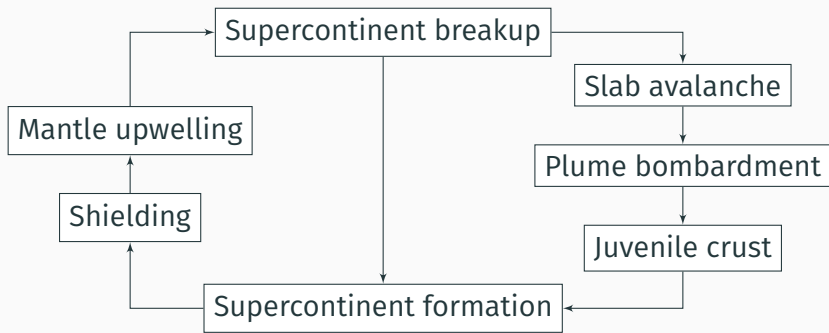 Supercontinent breakup
Slab avalanche
Mantle upwelling
Plume bombardment
Shielding
Juvenile crust
Supercontinent formation